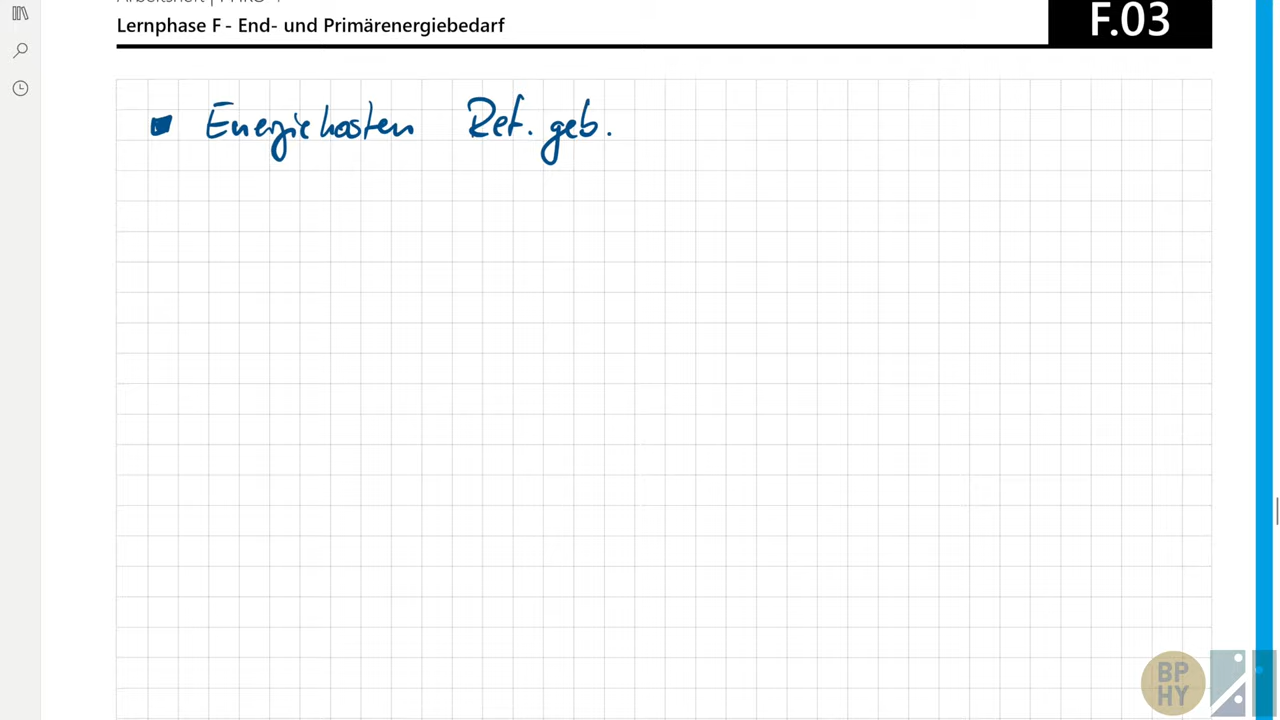 Lernphase F - End- und Primärenergiebedarf
F.03
Energiekosten Ref. geb.
BP
HY